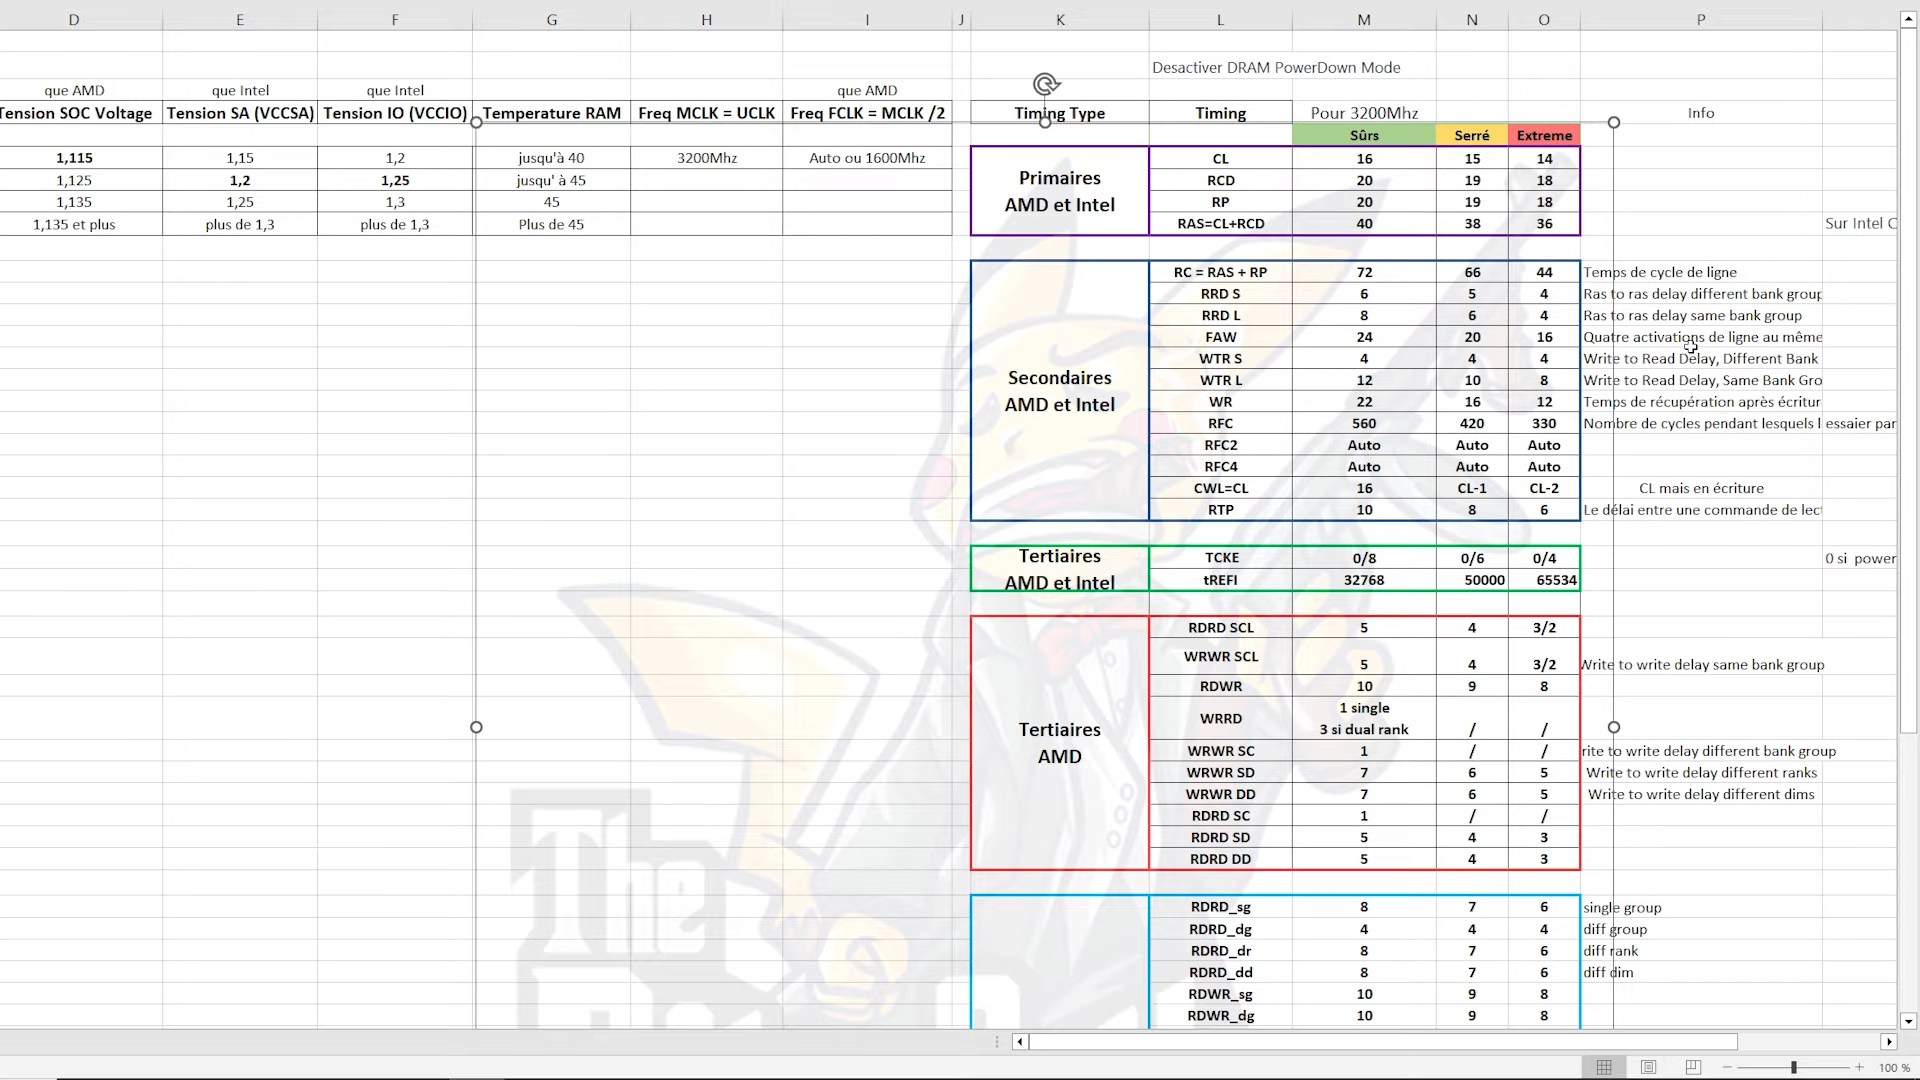 D E F G H I J K L M N O P
Desactiver DRAM PowerDown Mode
que AMD que Intel que Intel que AMD
Tension SOC Voltage Tension SA (VCCSA) Tension IO (VCCIO) Temperature RAM Freq MCLK = UCLK Freq FCLK = MCLK /2 Timing Type Timing Pour 3200Mhz Info
Sûrs Serré Extreme
1,115 1,15 1,2 jusqu'à 40 3200Mhz Auto ou 1600Mhz CL 16 15 14
1,125 1,2 1,25 jusqu' à 45 RCD 20 19 18
Primaires
AMD et Intel
1,135 1,25 1,3 45 RP 20 19 18
1,135 et plus plus de 1,3 plus de 1,3 Plus de 45 RAS=CL+RCD 40 38 36 Sur Intel C
RC = RAS + RP 72 66 44 Temps de cycle de ligne
RRD S 6 5 4 Ras to ras delay different bank group
RRD L 8 6 4 Ras to ras delay same bank group
FAW 24 20 16 Quatre activations de ligne au même
WTR S 4 4 4 Write to Read Delay, Different Bank
Secondaires
AMD et Intel
WTR L 12 10 8 Write to Read Delay, Same Bank Gro
WR 22 16 12 Temps de récupération après écritur
RFC 560 420 330 Nombre de cycles pendant lesquels l essaier par
RFC2 Auto Auto Auto
RFC4 Auto Auto Auto
CWL=CL 16 CL-1 CL-2 CL mais en écriture
RTP 10 8 6 Le délai entre une commande de lect
Tertiaires
AMD et Intel
TCKE 0/8 0/6 0/4 0 si power
tREFI 32768 50000 65534
RDRD SCL 5 4 3/2
WRWR SCL 5 4 3/2 Write to write delay same bank group
RDWR 10 9 8
WRRD 1 single
3 si dual rank / /
Tertiaires
AMD
WRWR SC 1 / / rite to write delay different bank group
WRWR SD 7 6 5 Write to write delay different ranks
WRWR DD 7 6 5 Write to write delay different dims
RDRD SC 1 / /
RDRD SD 5 4 3
RDRD DD 5 4 3
RDRD_sg 8 7 6 single group
RDRD_dg 4 4 4 diff group
RDRD_dr 8 7 6 diff rank
RDRD_dd 8 7 6 diff dim
RDWR_sg 10 9 8
RDWR_dg 10 9 8
The
100 %